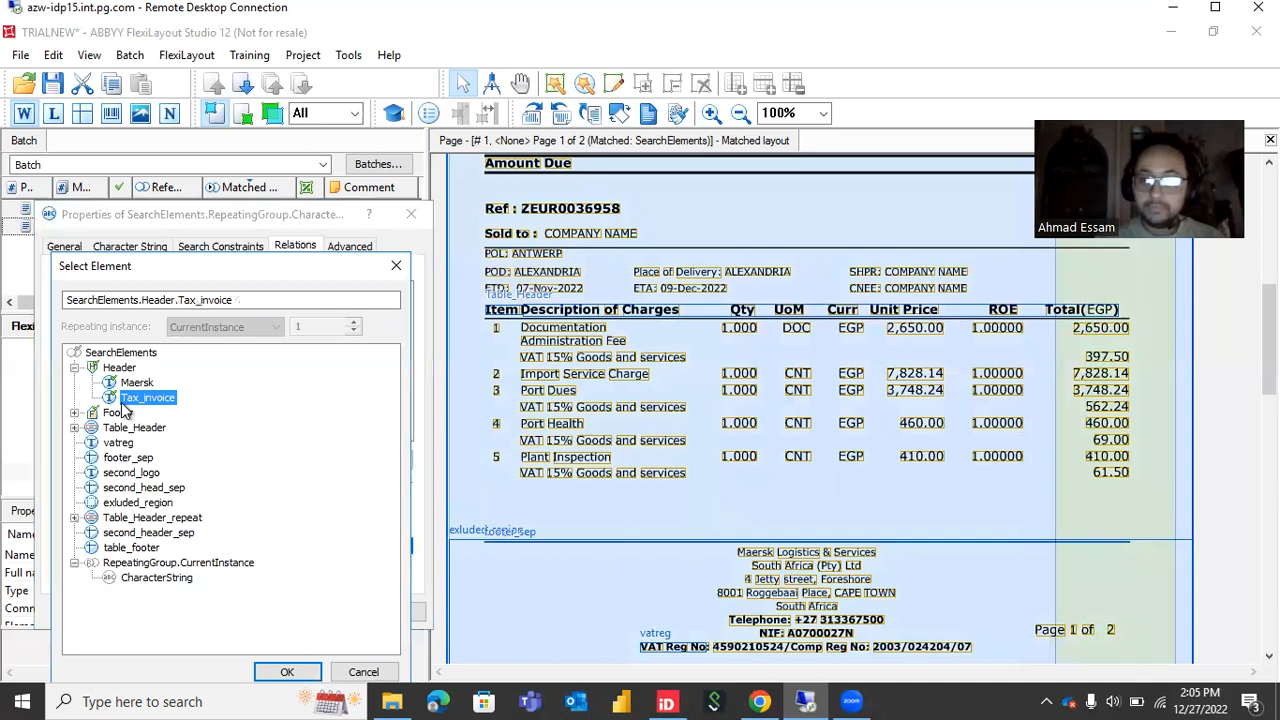 azw-idp15.int.pg.com - Remote Desktop Connection
TRIALNEW* - ABBYY FlexiLayout Studio 12 (Not for resale)
File Edit View Batch FlexiLayout Training Project Tools Help
W L N All 100%
Batch Page - [# 1, <None> Page 1 of 2 (Matched: SearchElements)] - Matched layout
Batch Batches...
P... M... Refe... Matched ... Comment
Properties of SearchElements.RepeatingGroup.Characte... ?
General Character String Search Constraints Relations Advanced
Select Element
SearchElements.Header.Tax_invoice
Repeating instance: CurrentInstance 1
SearchElements
Header
Maersk
Tax_invoice
Foo
Table_Header
vatreg
footer_sep
second_logo
second_head_sep
exluded_region
Table_Header_repeat
second_header_sep
table_footer
RepeatingGroup.CurrentInstance
CharacterString
OK Cancel
Flexi
Prope
Name
Full na
Type
Comm
Amount Due
Ref : ZEUR0036958
Sold to : COMPANY NAME
POL: ANTWERP
POD: ALEXANDRIA Place of Delivery: ALEXANDRIA SHPR: COMPANY NAME
ETD: 07-Nov-2022 ETA: 09-Dec-2022 CNEE: COMPANY NAME
Table_Header
Item Description of Charges Qty UoM Curr Unit Price ROE Total(EGP)
1 Documentation 1.000 DOC EGP 2,650.00 1.00000 2,650.00
Administration Fee
VAT 15% Goods and services 397.50
2 Import Service Charge 1.000 CNT EGP 7,828.14 1.00000 7,828.14
3 Port Dues 1.000 CNT EGP 3,748.24 1.00000 3,748.24
VAT 15% Goods and services 562.24
4 Port Health 1.000 CNT EGP 460.00 1.00000 460.00
VAT 15% Goods and services 69.00
5 Plant Inspection 1.000 CNT EGP 410.00 1.00000 410.00
VAT 15% Goods and services 61.50
footer_sep
Maersk Logistics & Services
South Africa (Pty) Ltd
4 Jetty street, Foreshore
8001 Roggebaai Place, CAPE TOWN
South Africa
Telephone: +27 313367500
vatreg NIF: A0700027N Page 1 of 2
VAT Reg No: 4590210524/Comp Reg No: 2003/024204/07
Ahmad Essam
Type here to search
iD
S
zoom
2:05 PM
12/27/2022
3